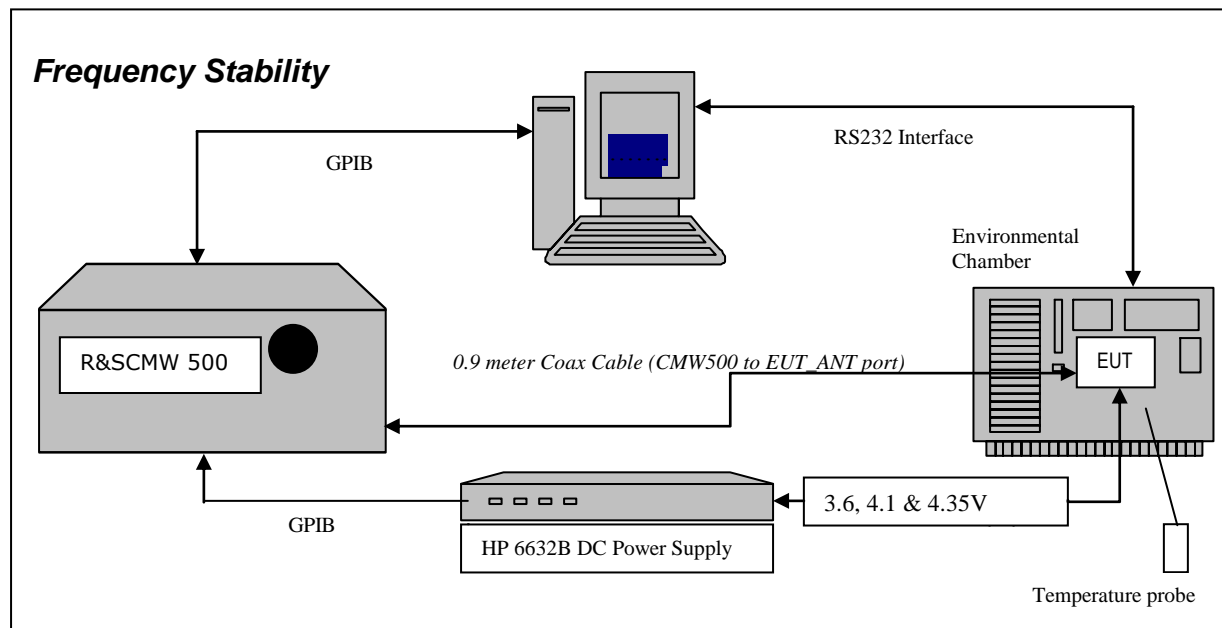 Frequency Stability
RS232 Interface
GPIB
Environmental
Chamber
R&SCMW 500
0.9 meter Coax Cable (CMW500 to EUT_ANT port)
EUT
3.6, 4.1 & 4.35V
GPIB
HP 6632B DC Power Supply
Temperature probe